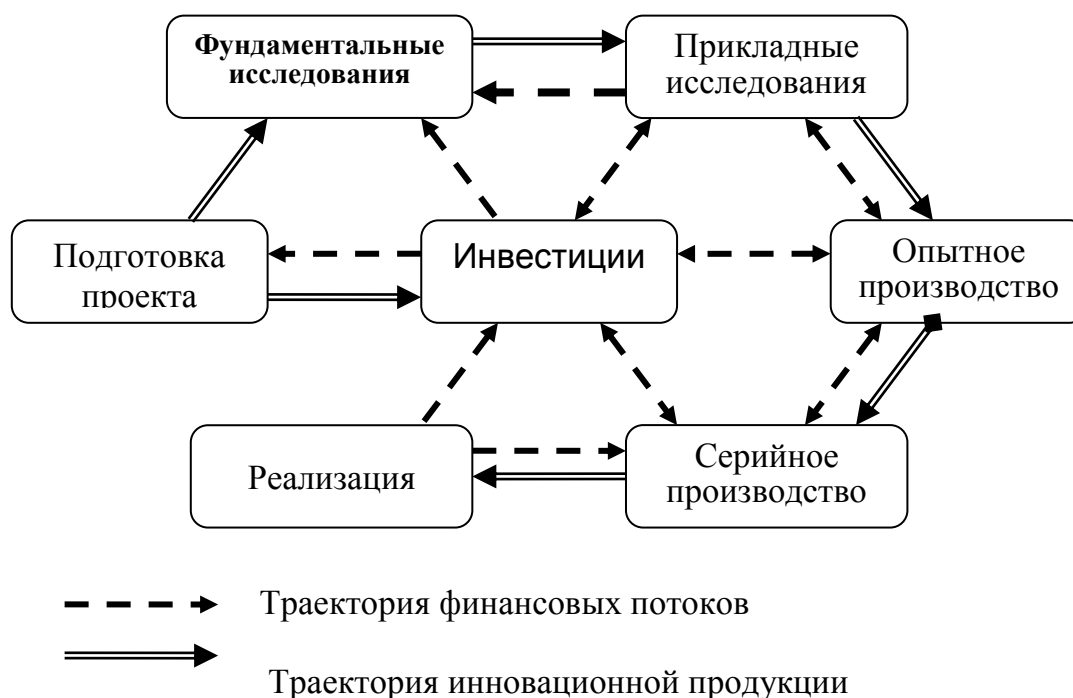 Фундаментальные
исследования
Прикладные
исследования
Подготовка
проекта
Инвестиции
Опытное
производство
Реализация
Серийное
производство
Траектория финансовых потоков
Траектория инновационной продукции